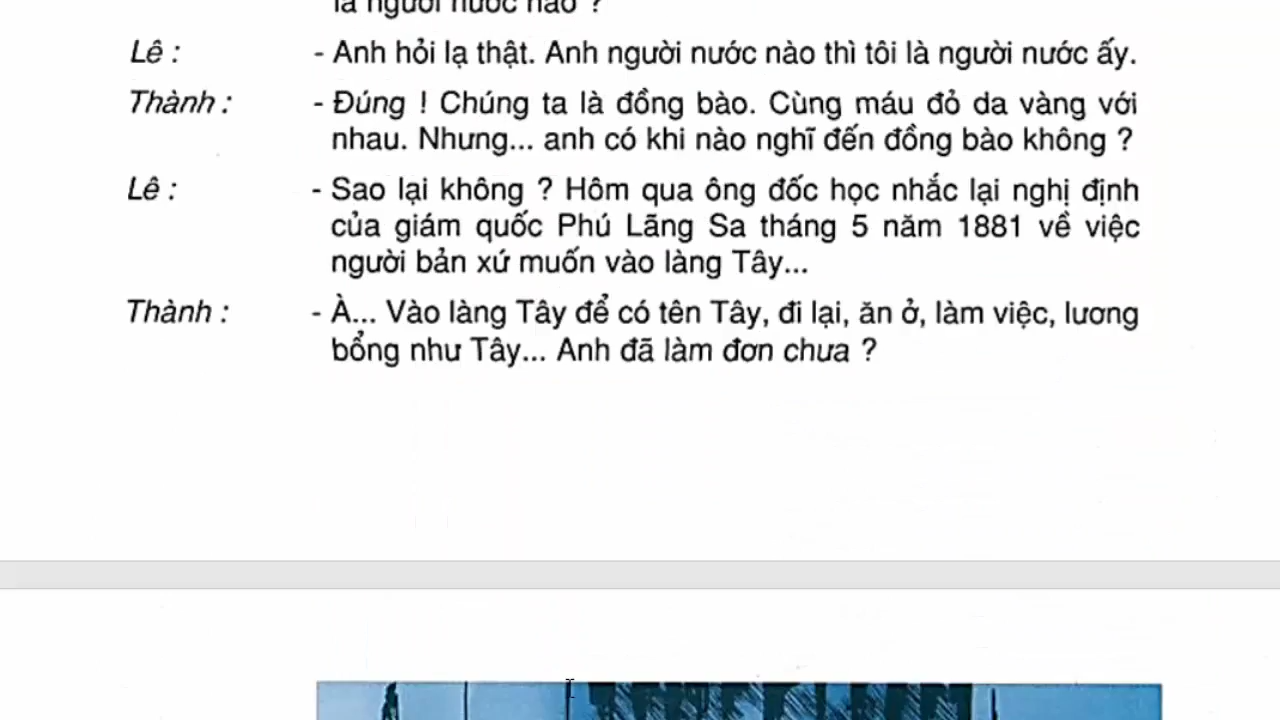 là người nước nào ?
Lê : - Anh hỏi lạ thật. Anh người nước nào thì tôi là người nước ấy.
Thành : - Đúng ! Chúng ta là đồng bào. Cùng máu đỏ da vàng với
nhau. Nhưng... anh có khi nào nghĩ đến đồng bào không ?
Lê : - Sao lại không ? Hôm qua ông đốc học nhắc lại nghị định
của giám quốc Phú Lãng Sa tháng 5 năm 1881 về việc
người bản xứ muốn vào làng Tây...
Thành : - À... Vào làng Tây để có tên Tây, đi lại, ăn ở, làm việc, lương
bổng như Tây... Anh đã làm đơn chưa ?